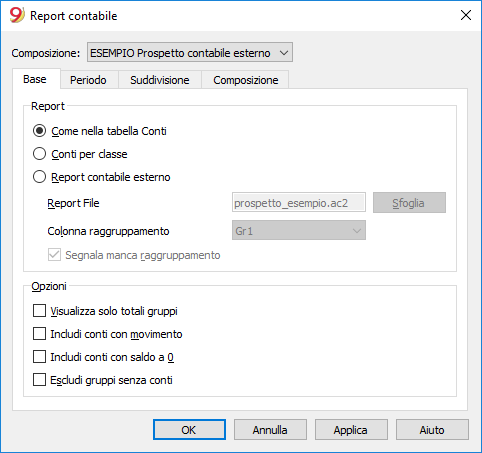 9 Report contabile
Composizione: ESEMPIO Prospetto contabile esterno
Base Periodo Suddivisione Composizione
Report
Come nella tabella Conti
Conti per classe
Report contabile esterno
Report File prospetto_esempio.ac2 Sfoglia
Colonna raggruppamento Gr1
Segnala manca raggruppamento
Opzioni
Visualizza solo totali gruppi
Includi conti con movimento
Includi conti con saldo a 0
Escludi gruppi senza conti
OK Annulla Applica Aiuto